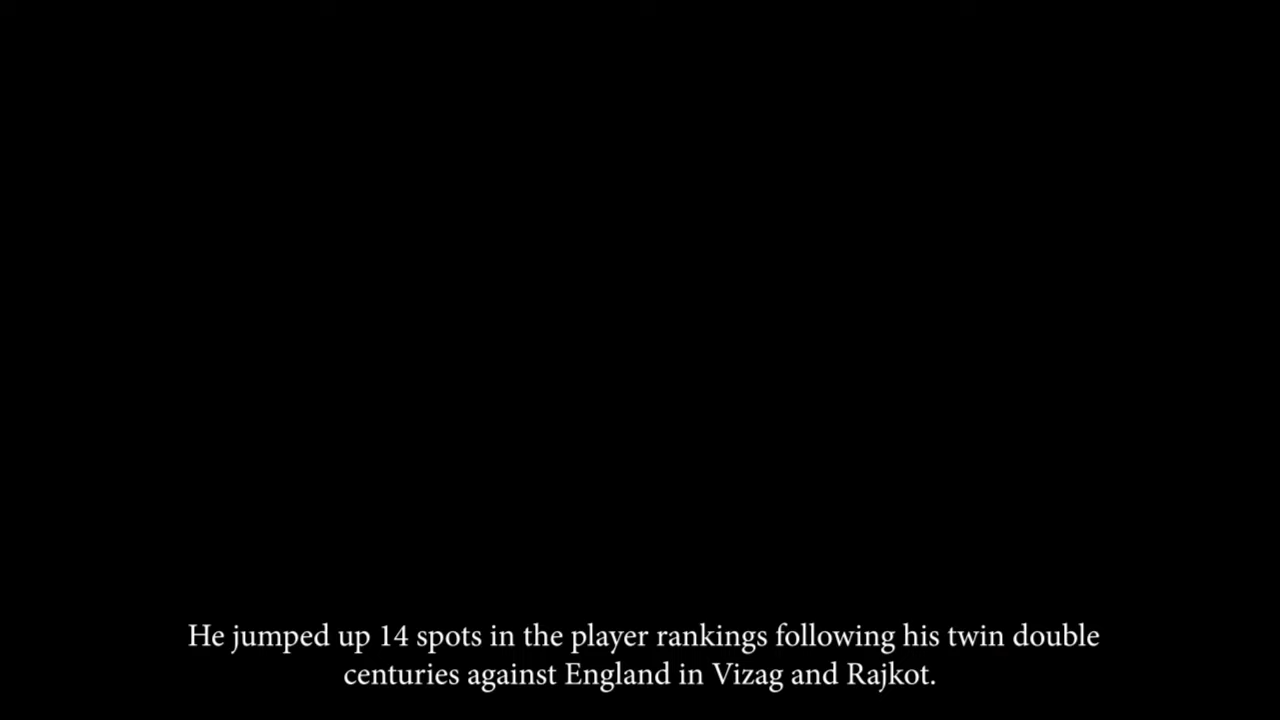 He jumped up 14 spots in the player rankings following his twin double
centuries against England in Vizag and Rajkot.